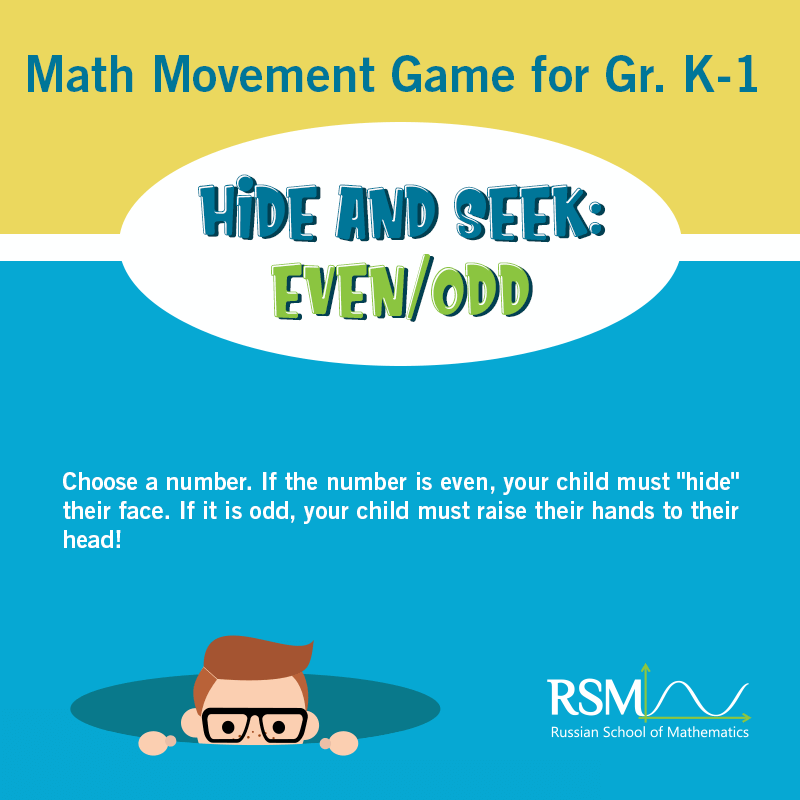 Math Movement Game for Gr. K-1
HiDE AND SEEK:
EVEN/ODD
Choose a number. If the number is even, your child must "hide"
their face. If it is odd, your child must raise their hands to their
head!
RSM
Russian School of Mathematics